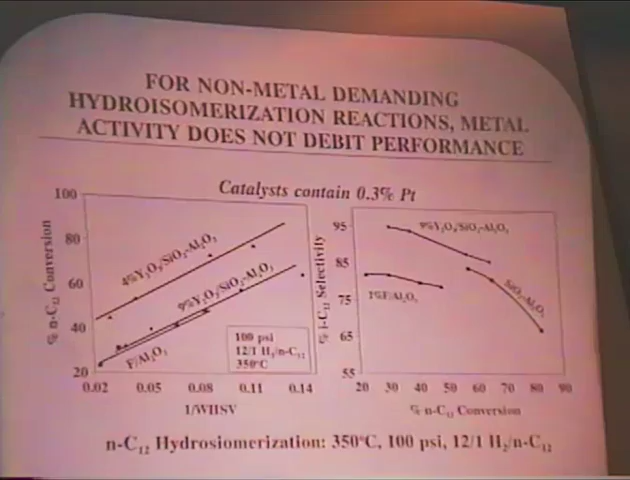 FOR NON-METAL DEMANDING
HYDROISOMERIZATION REACTIONS, METAL
ACTIVITY DOES NOT DEBIT PERFORMANCE
Catalysts contain 0.3% Pt
100
80
60
40
20
% n-C₁₂ Conversion
4%Y₂O₃/SiO₂-Al₂O₃
9%Y₂O₃/SiO₂-Al₂O₃
F/Al₂O₃
100 psi
12/1 H₂/n-C₁₂
350°C
0.02 0.05 0.08 0.11 0.14
1/WHSV
95
85
75
65
55
% i-C₁₂ Selectivity
9%Y₂O₃/SiO₂-Al₂O₃
SiO₂-Al₂O₃
1%F/Al₂O₃
20 30 40 50 60 70 80 90
% n-C₁₂ Conversion
n-C₁₂ Hydrosiomerization: 350°C, 100 psi, 12/1 H₂/n-C₁₂